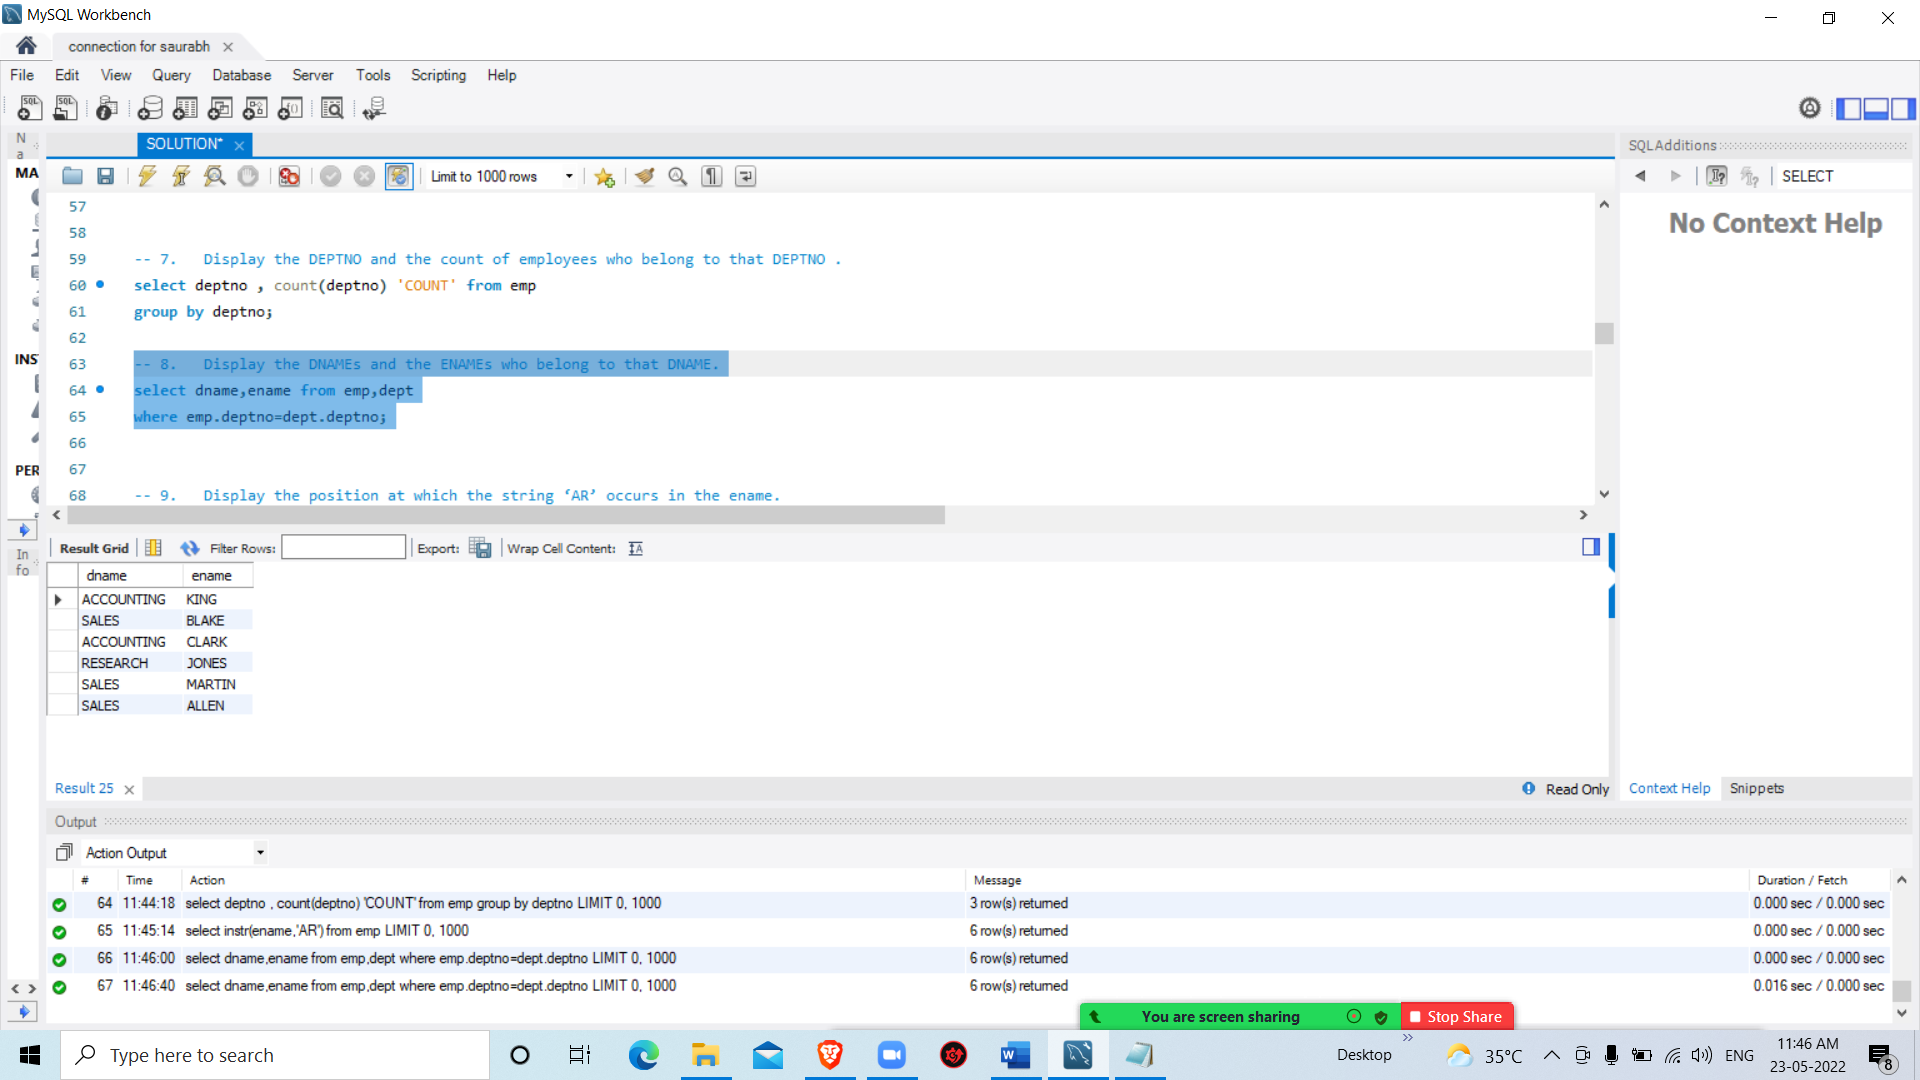 MySQL Workbench
connection for saurabh
File Edit View Query Database Server Tools Scripting Help
N
a
SOLUTION*
SQLAdditions
MA
Limit to 1000 rows
SELECT
No Context Help
57
58
59 -- 7. Display the DEPTNO and the count of employees who belong to that DEPTNO .
60 select deptno , count(deptno) 'COUNT' from emp
61 group by deptno;
62
INS
63 -- 8. Display the DNAMEs and the ENAMEs who belong to that DNAME.
64 select dname,ename from emp,dept
65 where emp.deptno=dept.deptno;
66
67
PER
68 -- 9. Display the position at which the string ‘AR’ occurs in the ename.
In
fo
Result Grid Filter Rows: Export: Wrap Cell Content:
dname ename
ACCOUNTING KING
SALES BLAKE
ACCOUNTING CLARK
RESEARCH JONES
SALES MARTIN
SALES ALLEN
Result 25
Read Only
Context Help Snippets
Output
Action Output
# Time Action Message Duration / Fetch
64 11:44:18 select deptno , count(deptno) 'COUNT' from emp group by deptno LIMIT 0, 1000 3 row(s) returned 0.000 sec / 0.000 sec
65 11:45:14 select instr(ename,'AR') from emp LIMIT 0, 1000 6 row(s) returned 0.000 sec / 0.000 sec
66 11:46:00 select dname,ename from emp,dept where emp.deptno=dept.deptno LIMIT 0, 1000 6 row(s) returned 0.000 sec / 0.000 sec
67 11:46:40 select dname,ename from emp,dept where emp.deptno=dept.deptno LIMIT 0, 1000 6 row(s) returned 0.016 sec / 0.000 sec
You are screen sharing Stop Share
Type here to search
Desktop
35°C
ENG
11:46 AM
23-05-2022
8